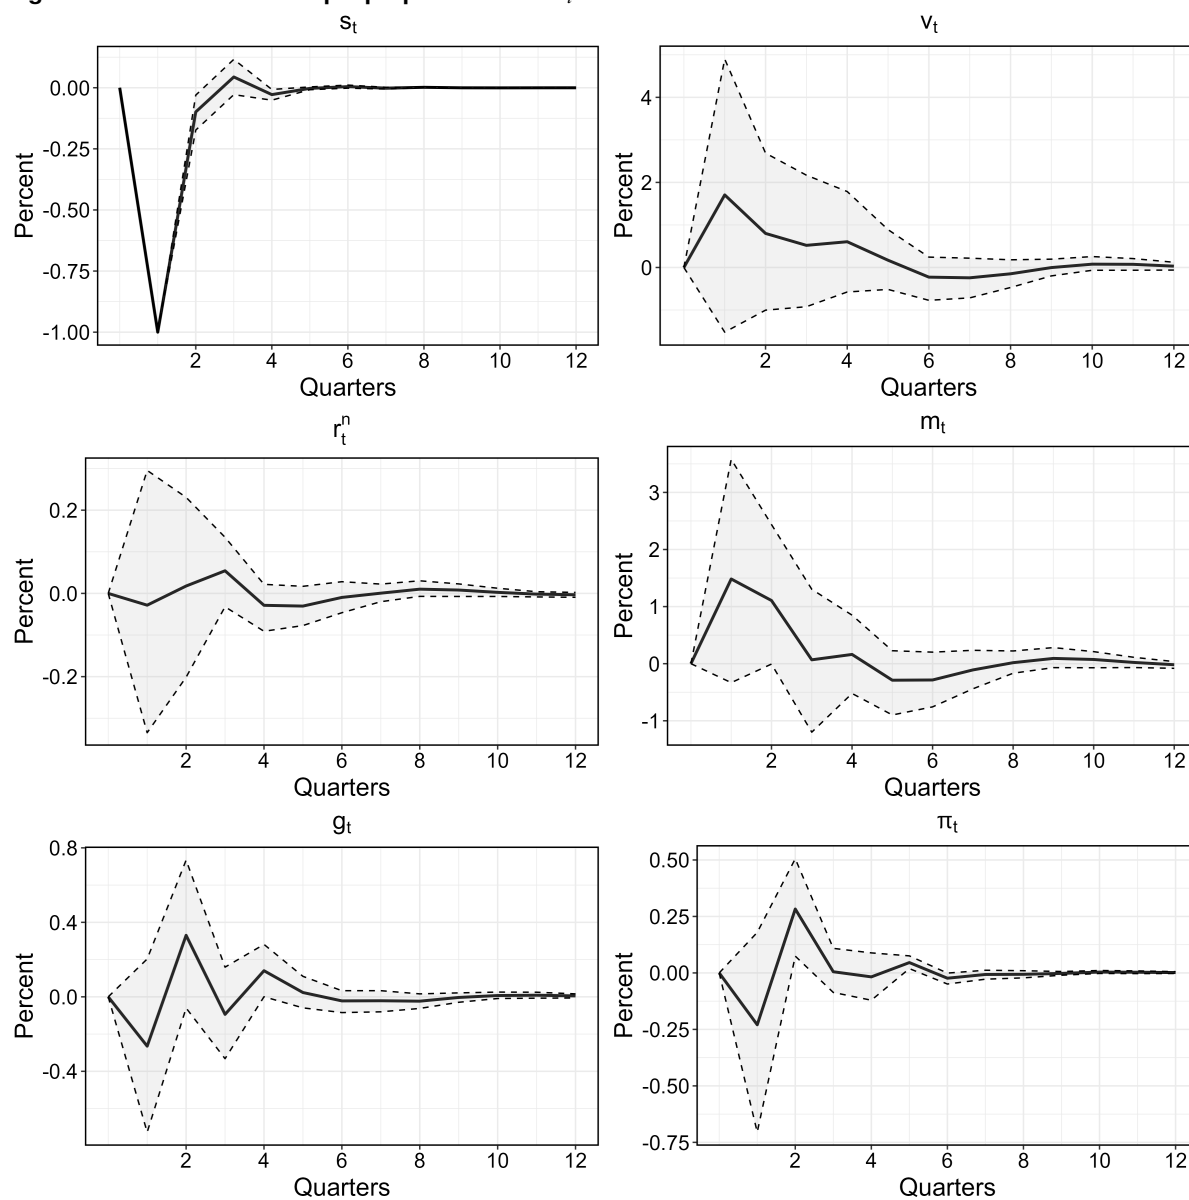 s_t
v_t
Percent
0.00
-0.25
-0.50
-0.75
-1.00
2 4 6 8 10 12
Quarters
Percent
4
2
0
2 4 6 8 10 12
Quarters
r_t^n
m_t
Percent
0.2
0.0
-0.2
2 4 6 8 10 12
Quarters
Percent
3
2
1
0
-1
2 4 6 8 10 12
Quarters
g_t
π_t
Percent
0.8
0.4
0.0
-0.4
2 4 6 8 10 12
Quarters
Percent
0.50
0.25
0.00
-0.25
-0.50
-0.75
2 4 6 8 10 12
Quarters